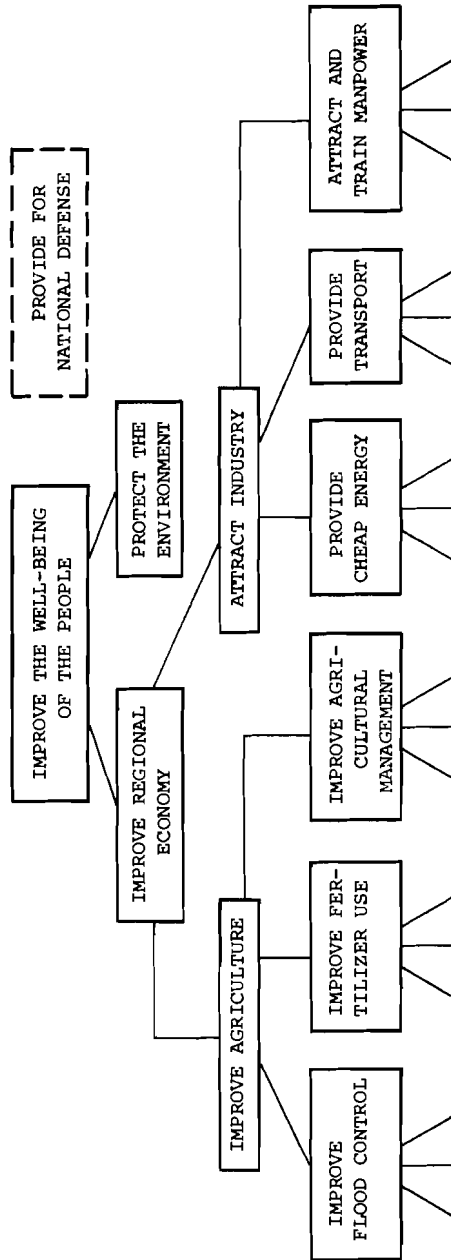 PROVIDE FOR
NATIONAL DEFENSE
IMPROVE THE WELL-BEING
OF THE PEOPLE
IMPROVE REGIONAL
ECONOMY
PROTECT THE
ENVIRONMENT
IMPROVE AGRICULTURE
ATTRACT INDUSTRY
IMPROVE
FLOOD CONTROL
IMPROVE FER-
TILIZER USE
IMPROVE AGRI-
CULTURAL
MANAGEMENT
PROVIDE
CHEAP ENERGY
PROVIDE
TRANSPORT
ATTRACT AND
TRAIN MANPOWER